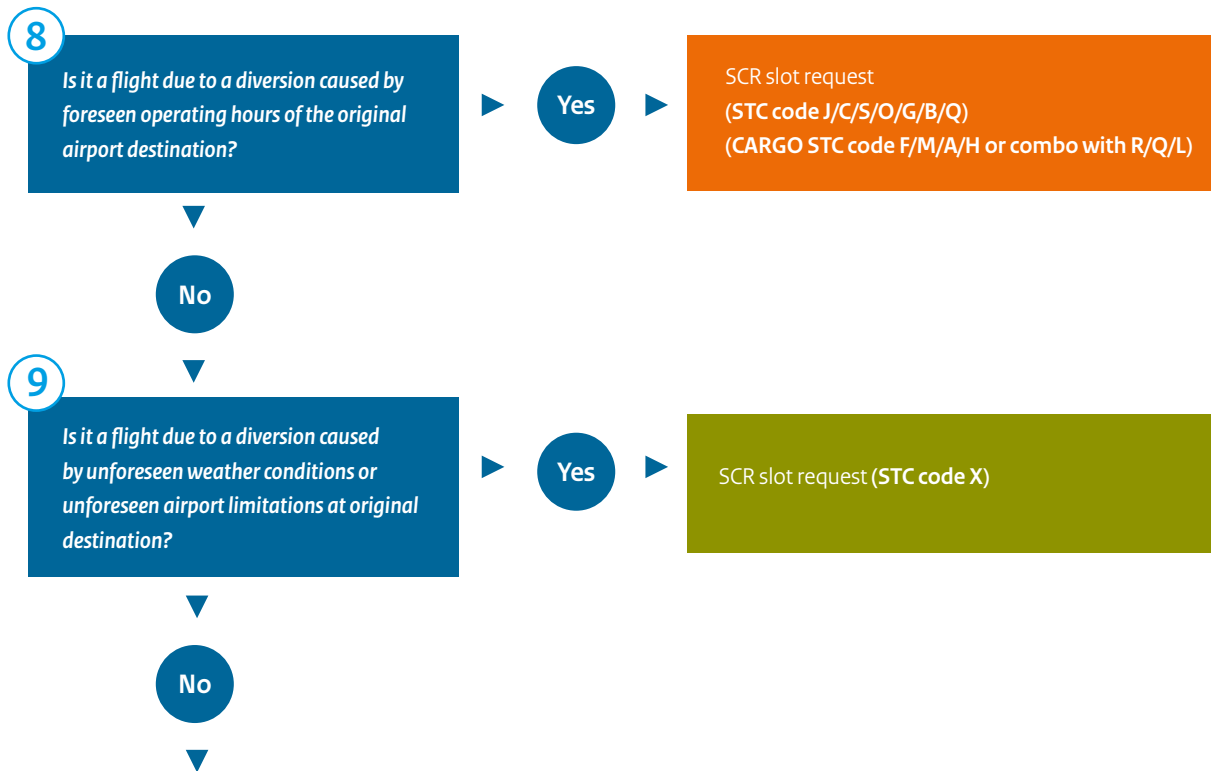 8
Is it a flight due to a diversion caused by
foreseen operating hours of the original
airport destination?
Yes
SCR slot request
(STC code J/C/S/O/G/B/Q)
(CARGO STC code F/M/A/H or combo with R/Q/L)
No
9
Is it a flight due to a diversion caused
by unforeseen weather conditions or
unforeseen airport limitations at original
destination?
Yes
SCR slot request (STC code X)
No